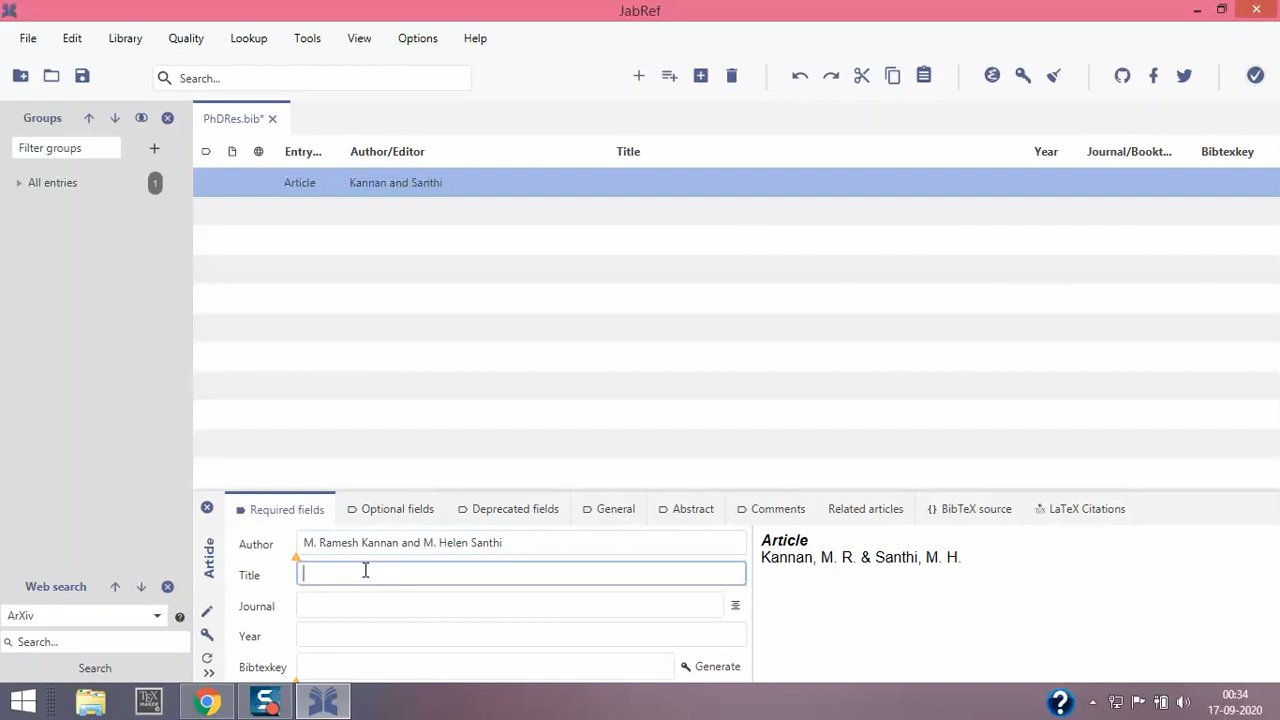 JabRef
File Edit Library Quality Lookup Tools View Options Help
Search...
Groups
PhDRes.bib*
Filter groups
Entry... Author/Editor Title Year Journal/Bookt... Bibtexkey
All entries 1
Article Kannan and Santhi
Required fields Optional fields Deprecated fields General Abstract Comments Related articles {} BibTeX source LaTeX Citations
Article
Author M. Ramesh Kannan and M. Helen Santhi
Title
Journal
Year
Bibtexkey Generate
Article
Kannan, M. R. & Santhi, M. H.
Web search
ArXiv
Search...
Search
TEX
MAKER
S
00:34
17-09-2020